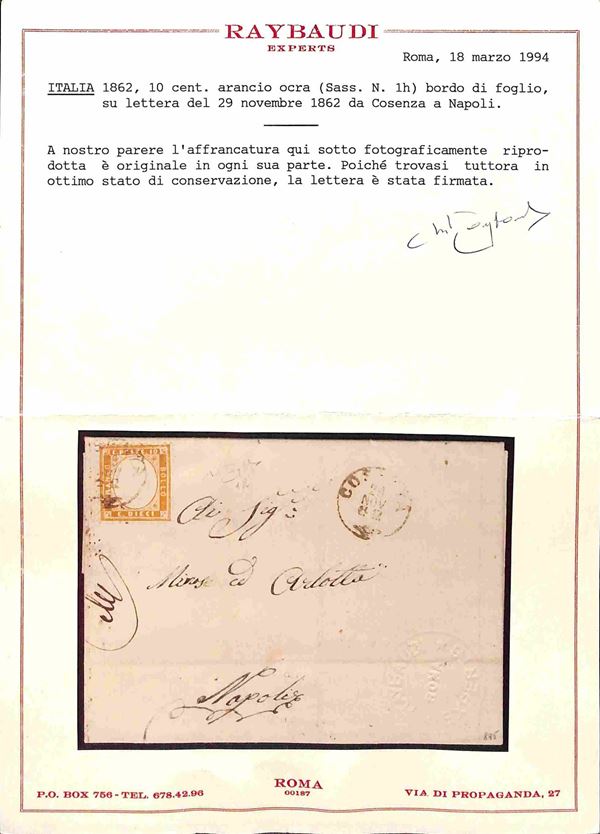 RAYBAUDI
EXPERTS
Roma, 18 marzo 1994
ITALIA 1862, 10 cent. arancio ocra (Sass. N. 1h) bordo di foglio,
su lettera del 29 novembre 1862 da Cosenza a Napoli.
A nostro parere l'affrancatura qui sotto fotograficamente ripro-
dotta è originale in ogni sua parte. Poiché trovasi tuttora in
ottimo stato di conservazione, la lettera è stata firmata.
C. DIECI
Napoli
ROMA
00187
P.O. BOX 756 - TEL. 678.42.96
VIA DI PROPAGANDA, 27